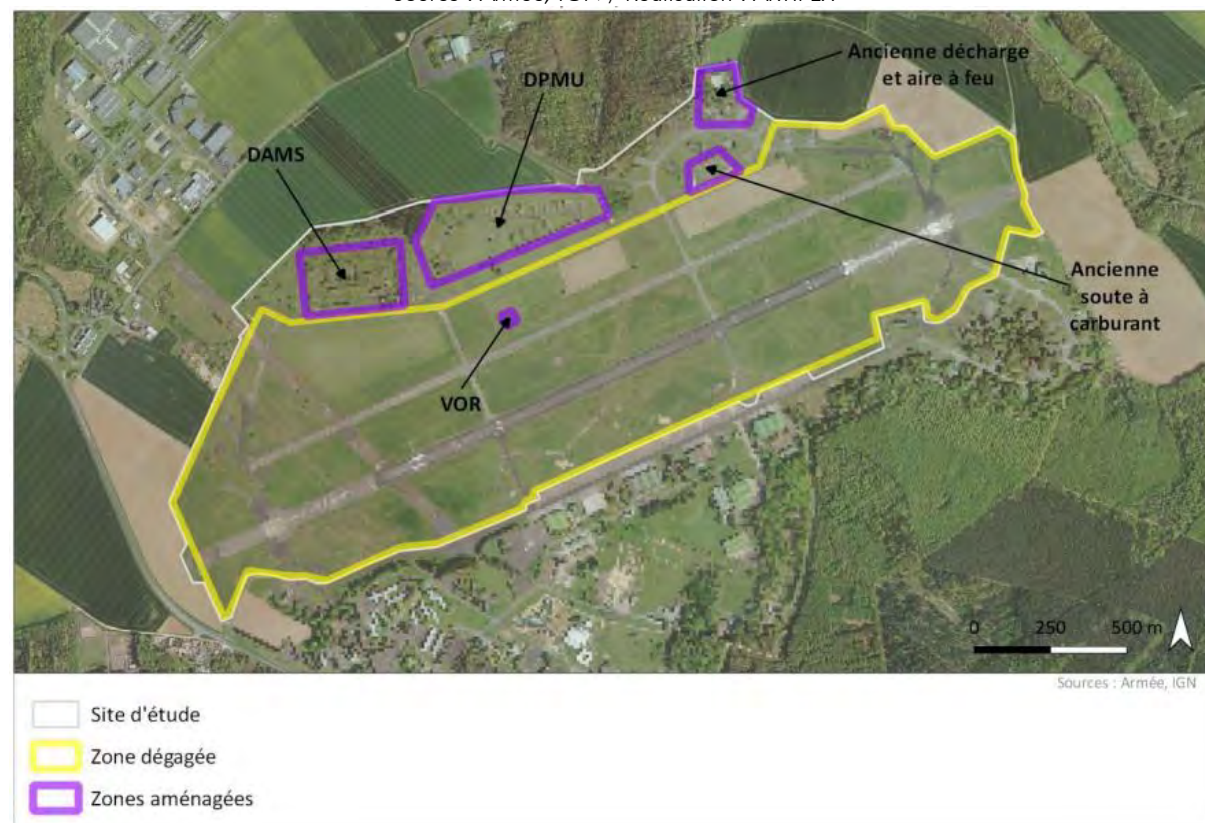 Ancienne décharge
et aire à feu
DPMU
DAMS
VOR
Ancienne
soute à
carburant
0 250 500 m
Sources : Armée, IGN
Site d'étude
Zone dégagée
Zones aménagées